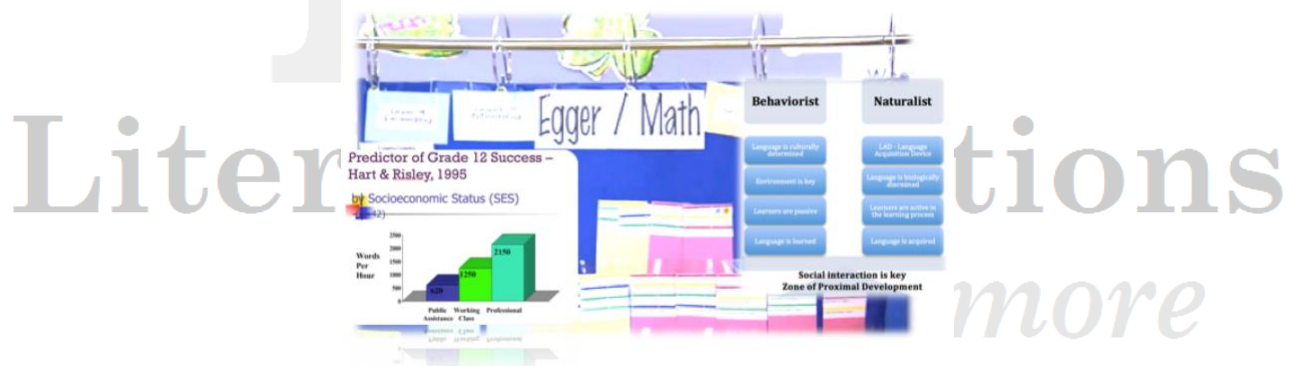 Liter
tions
more
Egger / Math
Predictor of Grade 12 Success –
Hart & Risley, 1995
by Socioeconomic Status (SES)
Words
Per
Hour
2500
2000
1500
1000
500
0
620
1250
2150
Public
Assistance
Working
Class
Professional
Behaviorist
Language is culturally
determined
Environment is key
Learners are passive
Language is learned
Naturalist
LAD - Language
Acquisition Device
Language is biologically
Learners are active in
the learning process
Language is acquired
Social interaction is key
Zone of Proximal Development